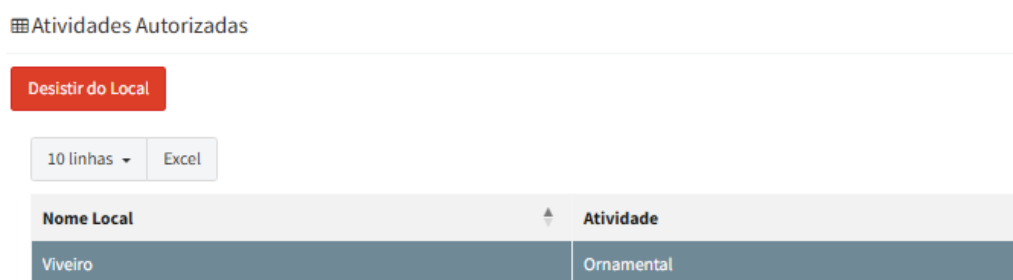 Atividades Autorizadas
Desistir do Local
10 linhas Excel
Nome Local Atividade
Viveiro Ornamental